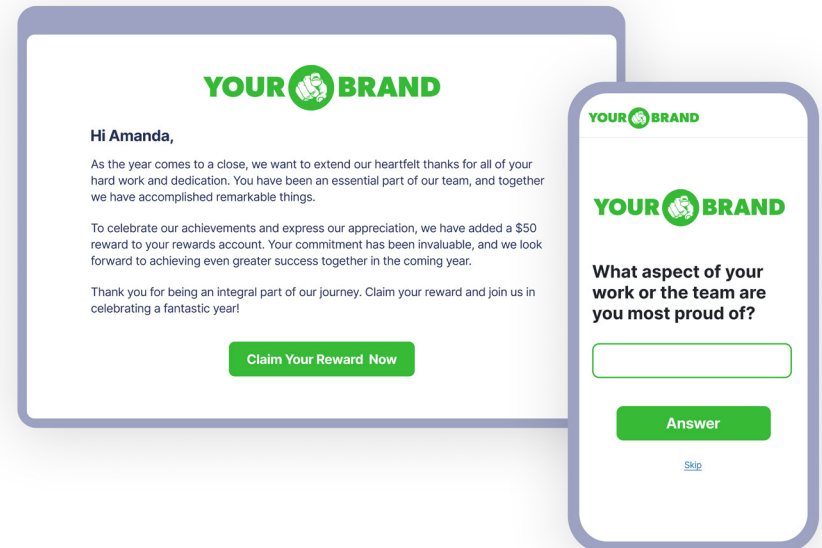 YOUR BRAND
Hi Amanda,
As the year comes to a close, we want to extend our heartfelt thanks for all of your
hard work and dedication. You have been an essential part of our team, and together
we have accomplished remarkable things.
To celebrate our achievements and express our appreciation, we have added a $50
reward to your rewards account. Your commitment has been invaluable, and we look
forward to achieving even greater success together in the coming year.
Thank you for being an integral part of our journey. Claim your reward and join us in
celebrating a fantastic year!
Claim Your Reward Now
YOUR BRAND
YOUR BRAND
What aspect of your
work or the team are
you most proud of?
Answer
Skip